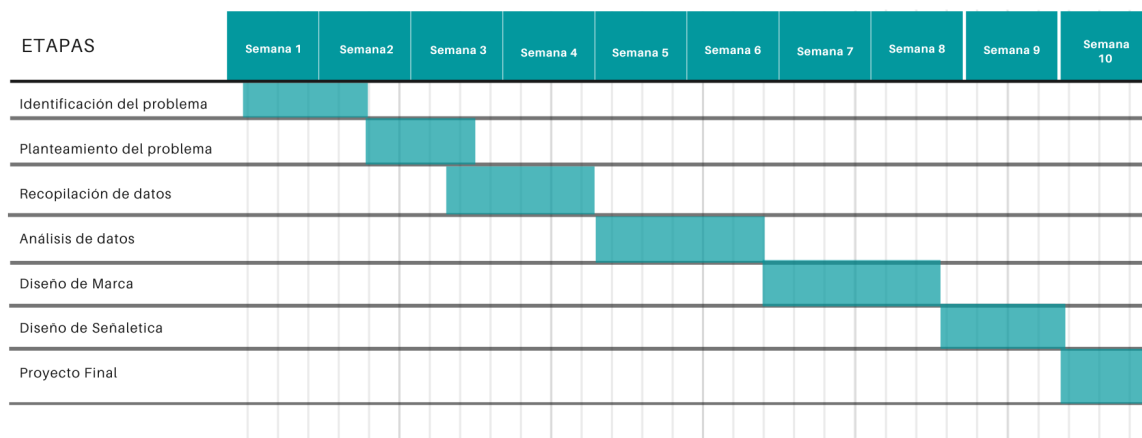 ETAPAS
Semana 1
Semana2
Semana 3
Semana 4
Semana 5
Semana 6
Semana 7
Semana 8
Semana 9
Semana
10
Identificación del problema
Planteamiento del problema
Recopilación de datos
Análisis de datos
Diseño de Marca
Diseño de Señaletica
Proyecto Final